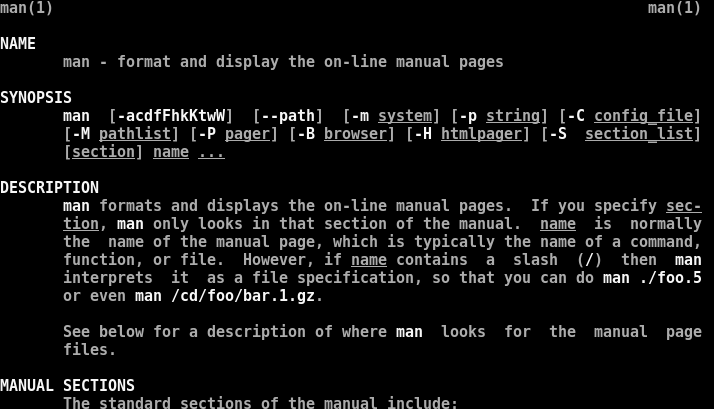 man(1) man(1)
NAME
man - format and display the on-line manual pages
SYNOPSIS
man [-acdfFhkKtwW] [--path] [-m system] [-p string] [-C config_file]
[-M pathlist] [-P pager] [-B browser] [-H htmlpager] [-S section_list]
[section] name ...
DESCRIPTION
man formats and displays the on-line manual pages. If you specify sec-
tion, man only looks in that section of the manual. name is normally
the name of the manual page, which is typically the name of a command,
function, or file. However, if name contains a slash (/) then man
interprets it as a file specification, so that you can do man ./foo.5
or even man /cd/foo/bar.1.gz.
See below for a description of where man looks for the manual page
files.
MANUAL SECTIONS
The standard sections of the manual include: